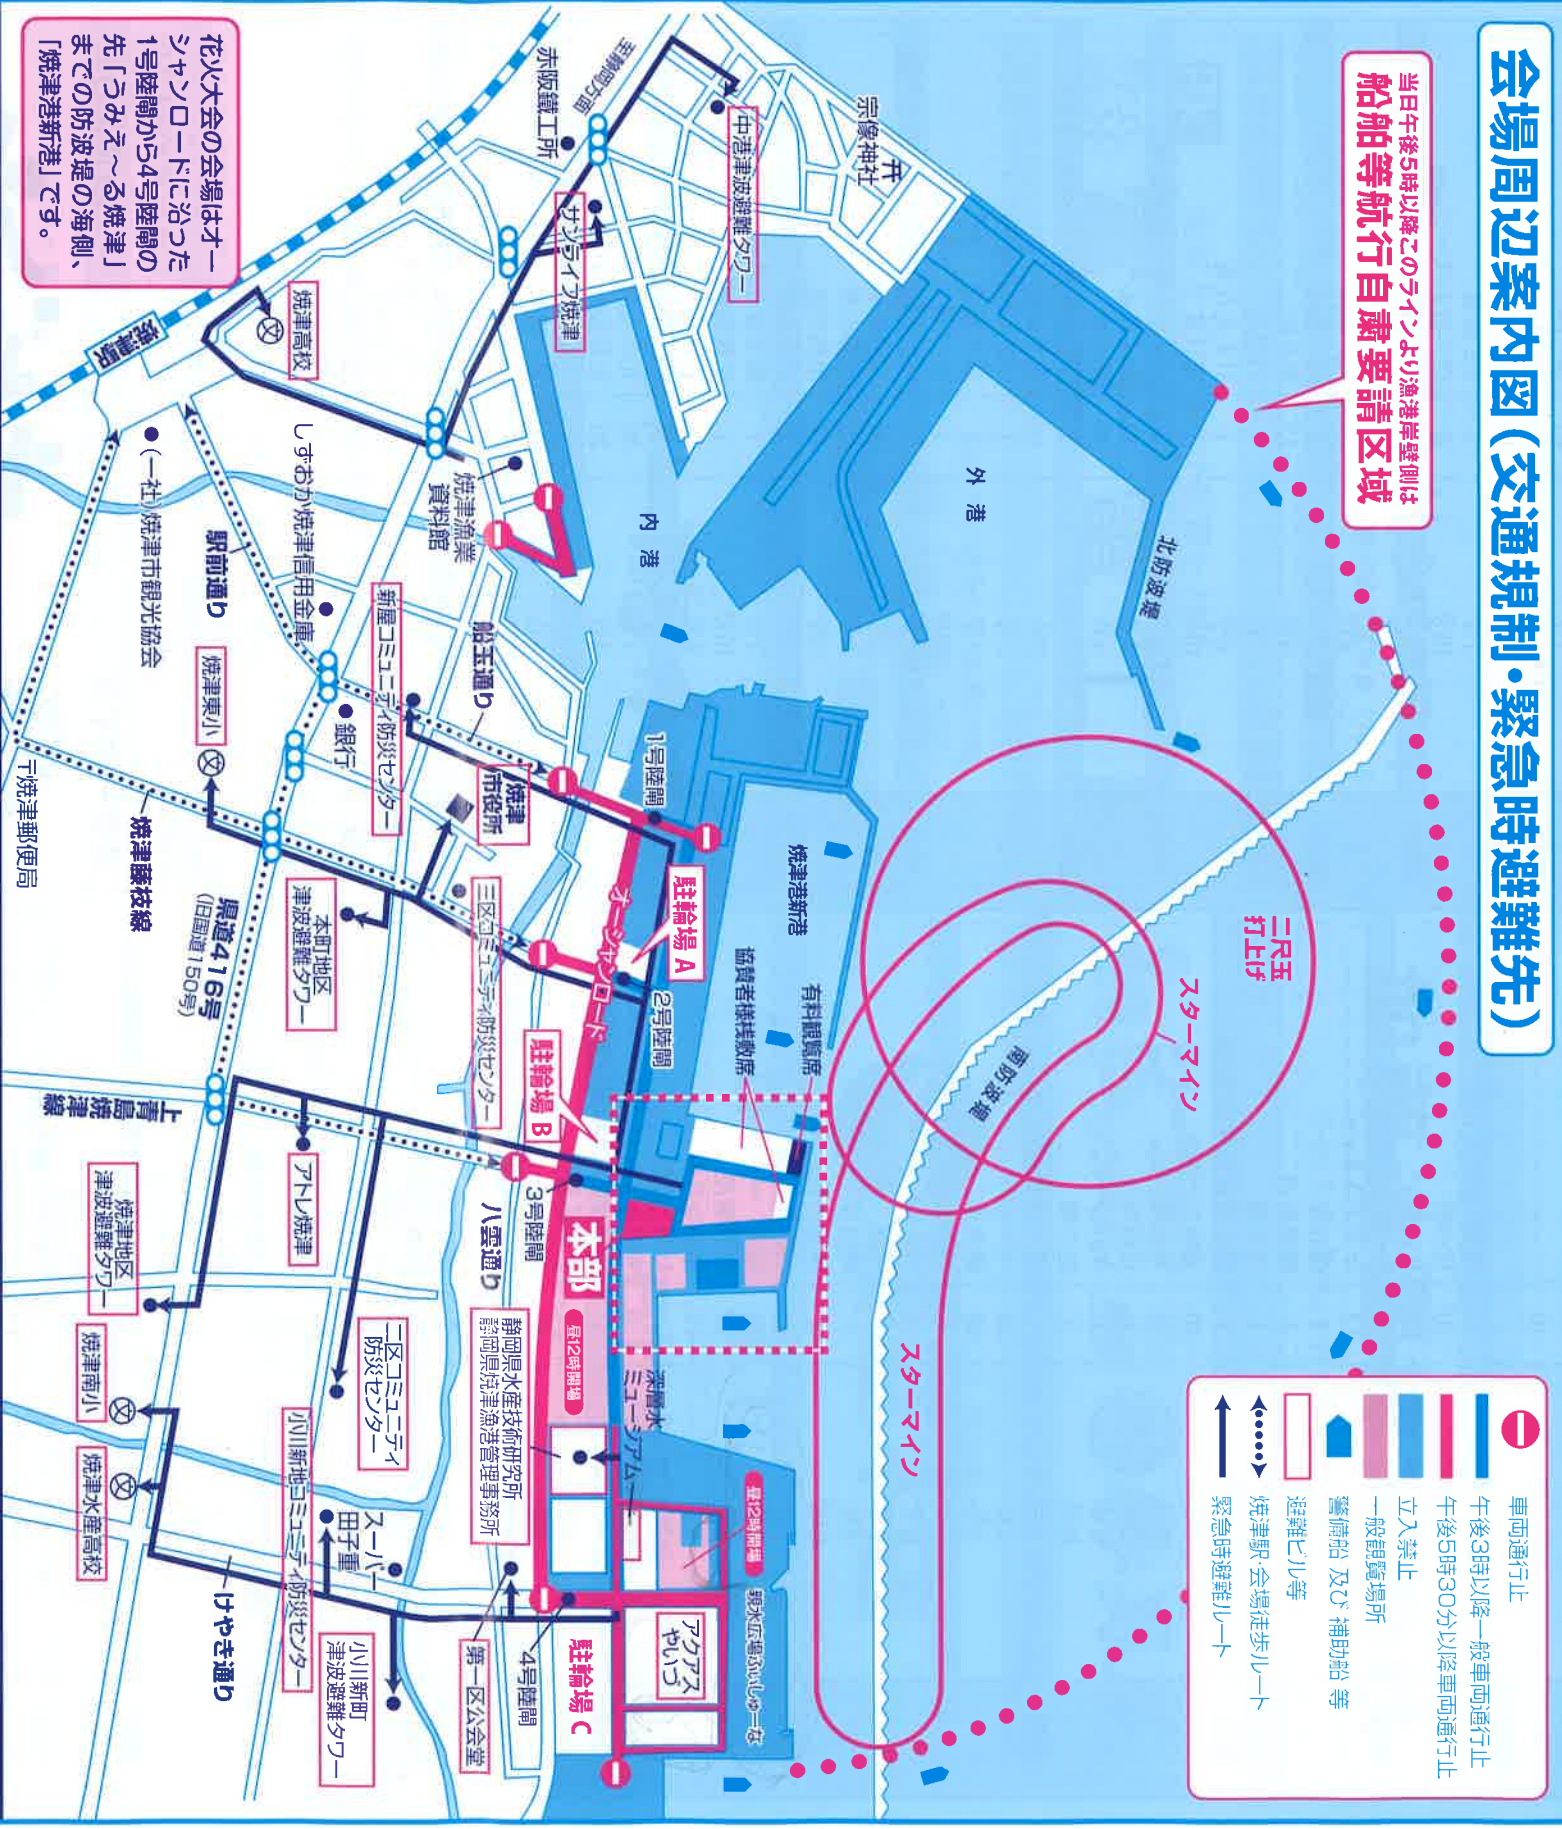 会場周辺案内図(交通規制・緊急時避難先)
当日午後5時以降このラインより漁港岸壁側は
船舶等航行自粛要請区域
車両通行止
午後3時以降一般車両通行止
午後5時30分以降車両通行止
立入禁止
一般観覧場所
警備船 及び 補助船 等
避難ビル等
焼津駅·会場徒歩ルート
緊急時避難ルート
二尺玉
打上げ
スターマイン
スターマイン
北防波堤
南防波堤
外 港
内 港
焼津港新港
有料観覧席
協賛者様桟敷席
宗像神社
中港津波避難タワー
至静岡方面
赤阪鐵工所
サンライフ焼津
焼津高校
焼津漁業
資料館
焼津駅
しずおか焼津信用金庫
駅前通り
(一社)焼津市観光協会
船玉通り
新屋コミュニティ防災センター
銀行
焼津東小
〒焼津郵便局
焼津
市役所
1号陸閘
駐輪場 A
オーシャンロード
2号陸閘
三区コミュニティ防災センター
焼津藤枝線
本町地区
津波避難タワー
県道416号
(旧国道150号)
駐輪場 B
3号陸閘
八雲通り
本部
昼12時開場
上青島焼津線
アトレ焼津
焼津地区
津波避難タワー
二区コミュニティ
防災センター
静岡県水産技術研究所
静岡県焼津漁港管理事務所
深層水
ミュージアム
昼12時開場
親水広場ふぃしゅーな
アクアス
やいづ
焼津南小
焼津水産高校
小川新地コミュニティ防災センター
スーパー
田子重
けやき通り
小川新町
津波避難タワー
第一区公会堂
4号陸閘
駐輪場 C
花火大会の会場はオー
シャンロードに沿った
1号陸閘から4号陸閘の
先「うみえ~る焼津」
までの防波堤の海側、
「焼津港新港」です。